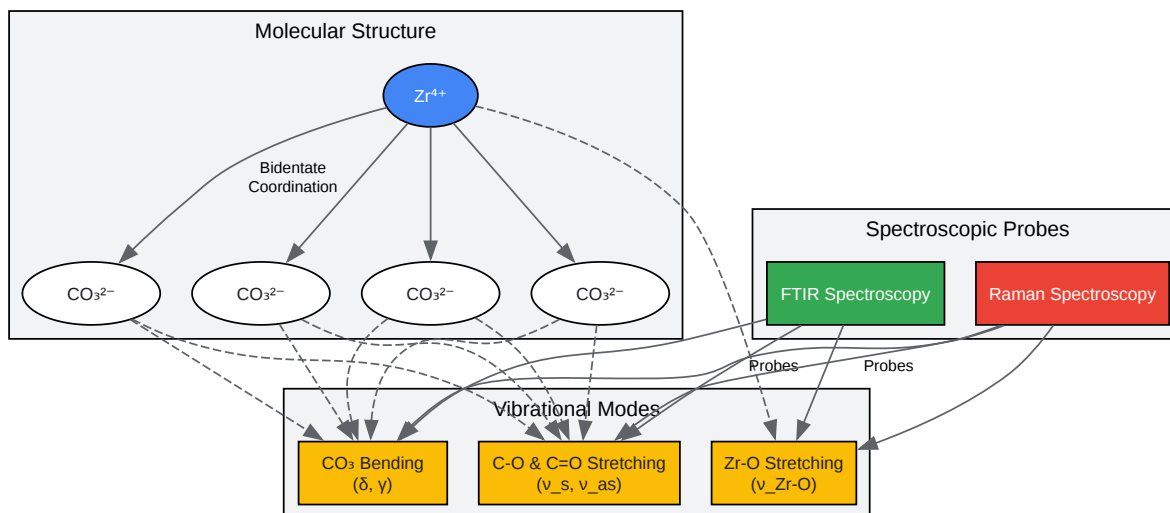 Molecular Structure
Zr⁴⁺
Bidentate
Coordination
CO₃²⁻
CO₃²⁻
CO₃²⁻
CO₃²⁻
Spectroscopic Probes
FTIR Spectroscopy
Raman Spectroscopy
Probes
Probes
Vibrational Modes
CO₃ Bending
(δ, γ)
C-O & C=O Stretching
(ν_s, ν_as)
Zr-O Stretching
(ν_Zr-O)